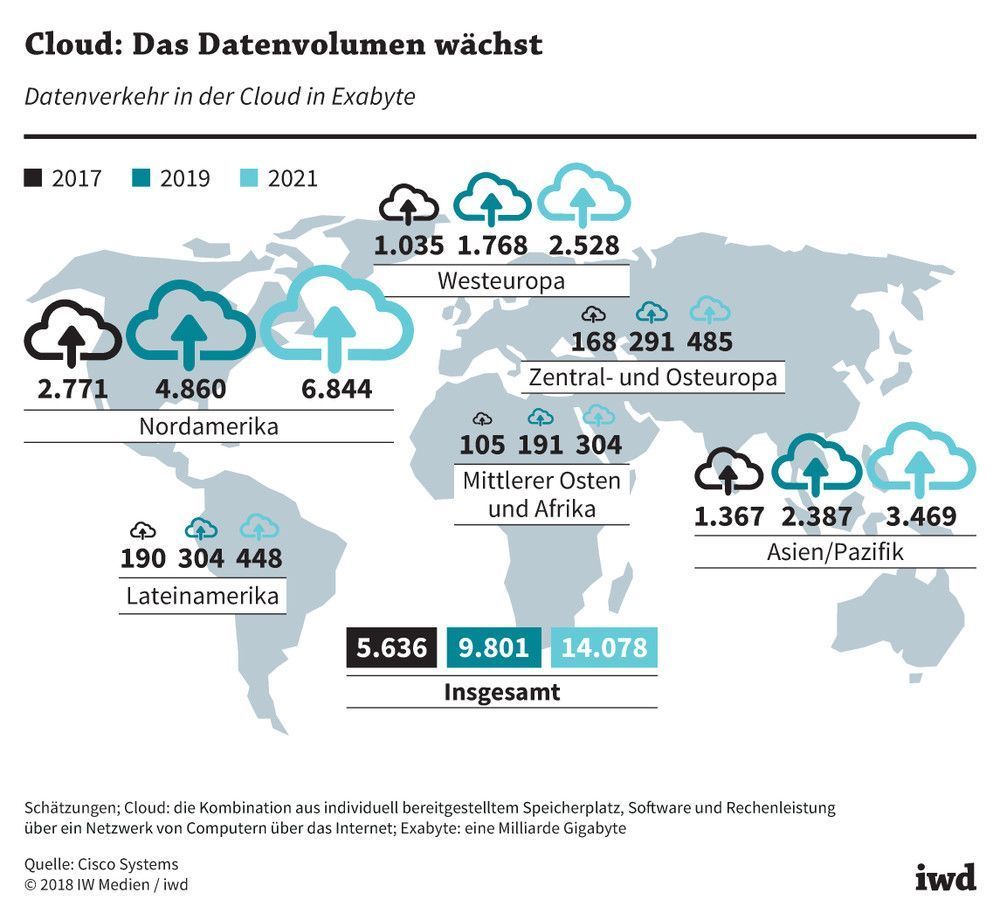 Cloud: Das Datenvolumen wächst
Datenverkehr in der Cloud in Exabyte
2017 2019 2021
1.035 1.768 2.528
Westeuropa
2.771 4.860 6.844
Nordamerika
168 291 485
Zentral- und Osteuropa
105 191 304
Mittlerer Osten
und Afrika
1.367 2.387 3.469
Asien/Pazifik
190 304 448
Lateinamerika
5.636 9.801 14.078
Insgesamt
Schätzungen; Cloud: die Kombination aus individuell bereitgestelltem Speicherplatz, Software und Rechenleistung
über ein Netzwerk von Computern über das Internet; Exabyte: eine Milliarde Gigabyte
Quelle: Cisco Systems
© 2018 IW Medien / iwd
iwd